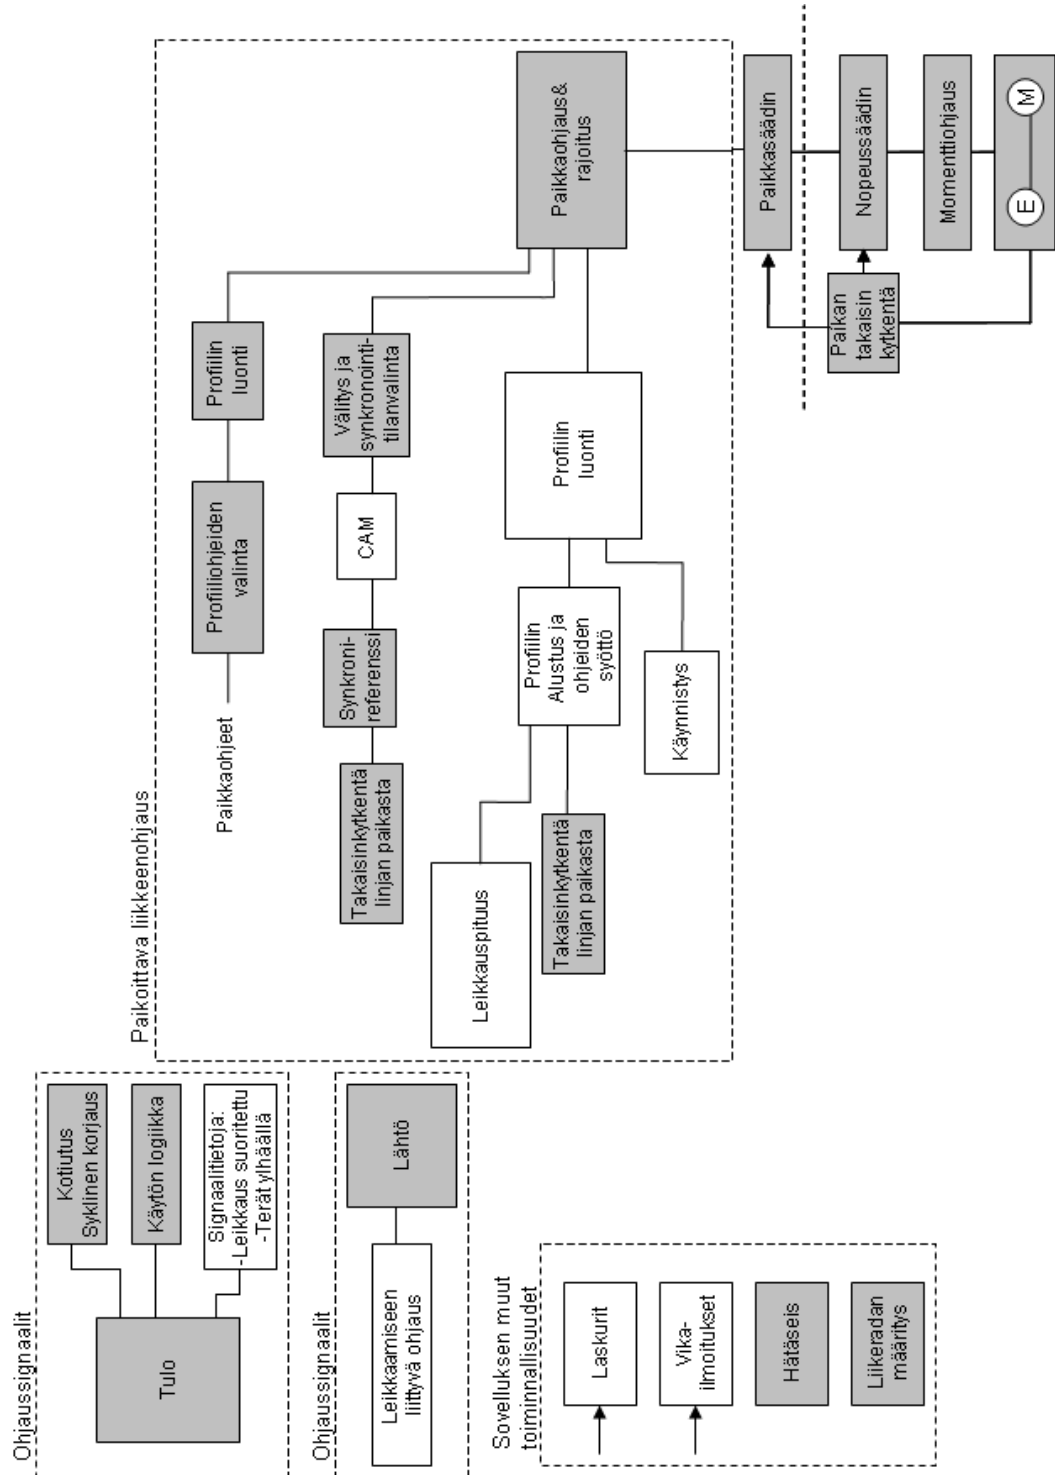 Ohjaussignaalit
Tulo
Kotiutus
Syklinen korjaus
Käytön logiikka
Signaalitietoja:
-Leikkaus suoritettu
-Terät ylhäällä
Ohjaussignaalit
Leikkaamiseen
liittyvä ohjaus
Lähtö
Sovelluksen muut
toiminnallisuudet
Laskurit
Vika-
ilmoitukset
Hätäseis
Liikeradan
määritys
Paikoittava liikkeenohjaus
Paikkaohjeet
Profiiliohjeiden
valinta
Profiilin
luonti
Takaisinkytkentä
linjan paikasta
Synkroni-
referenssi
CAM
Välitys ja
synkronointi-
tilanvalinta
Leikkauspituus
Takaisinkytkentä
linjan paikasta
Profiilin
Alustus ja
ohjeiden
syöttö
Käynnistys
Profiilin
luonti
Paikkaohjaus&
rajoitus
Paikkasäädin
Paikan
takaisin
kytkentä
Nopeussäädin
Momenttiohjaus
E
M